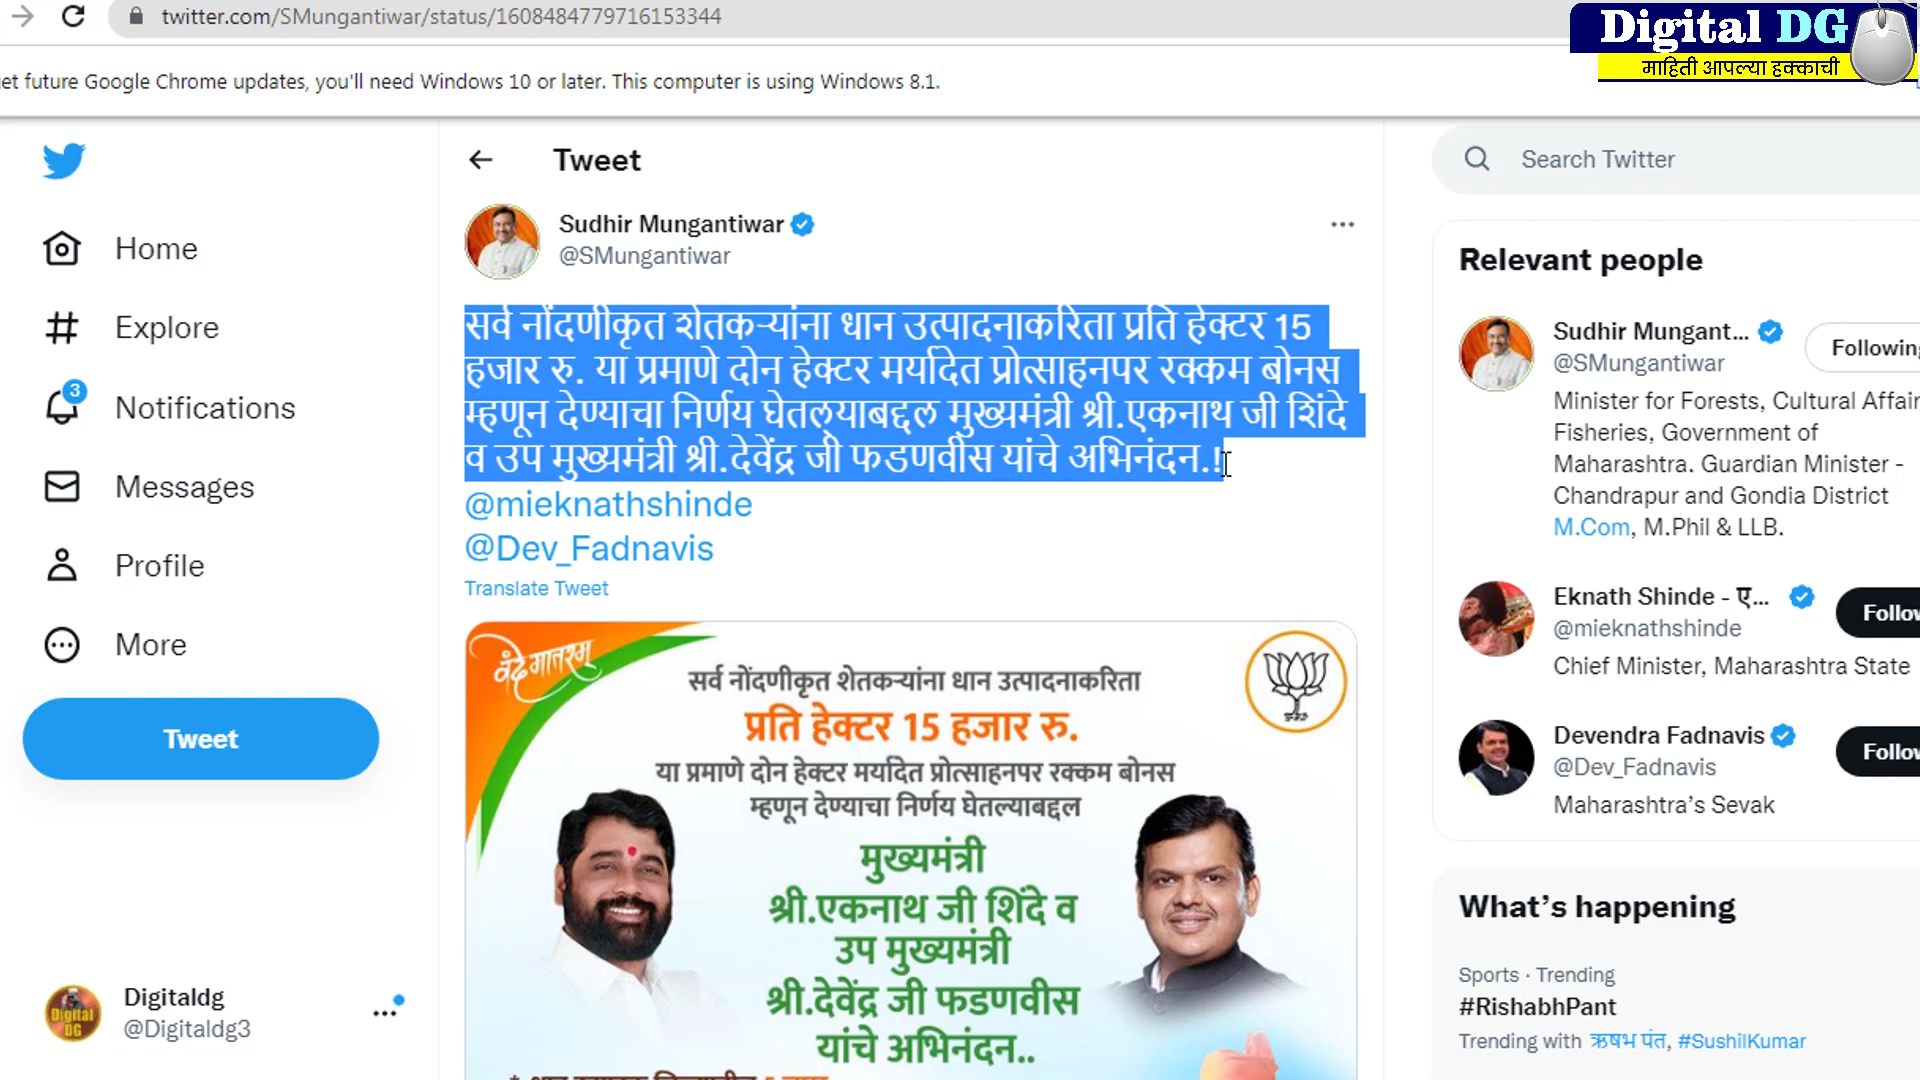 twitter.com/SMungantiwar/status/1608484779716153344
Digital DG
माहिती आपल्या हक्काची
get future Google Chrome updates, you'll need Windows 10 or later. This computer is using Windows 8.1.
Home
Explore
3
Notifications
Messages
Profile
More
Tweet
Digitaldg
@Digitaldg3
Tweet
Sudhir Mungantiwar
@SMungantiwar
सर्व नोंदणीकृत शेतकऱ्यांना धान उत्पादनाकरिता प्रति हेक्टर 15
हजार रु. या प्रमाणे दोन हेक्टर मर्यादेत प्रोत्साहनपर रक्कम बोनस
म्हणून देण्याचा निर्णय घेतल्याबद्दल मुख्यमंत्री श्री.एकनाथ जी शिंदे
व उप मुख्यमंत्री श्री.देवेंद्र जी फडणवीस यांचे अभिनंदन.!
@mieknathshinde
@Dev_Fadnavis
Translate Tweet
वंदे मातरम्
सर्व नोंदणीकृत शेतकऱ्यांना धान उत्पादनाकरिता
प्रति हेक्टर 15 हजार रु.
या प्रमाणे दोन हेक्टर मर्यादेत प्रोत्साहनपर रक्कम बोनस
म्हणून देण्याचा निर्णय घेतल्याबद्दल
मुख्यमंत्री
श्री.एकनाथ जी शिंदे व
उप मुख्यमंत्री
श्री.देवेंद्र जी फडणवीस
यांचे अभिनंदन..
Search Twitter
Relevant people
Sudhir Mungant...
@SMungantiwar
Following
Minister for Forests, Cultural Affair
Fisheries, Government of
Maharashtra. Guardian Minister -
Chandrapur and Gondia District
M.Com, M.Phil & LLB.
Eknath Shinde - ए...
@mieknathshinde
Follow
Chief Minister, Maharashtra State
Devendra Fadnavis
@Dev_Fadnavis
Follow
Maharashtra's Sevak
What's happening
Sports · Trending
#RishabhPant
Trending with ऋषभ पंत, #SushilKumar